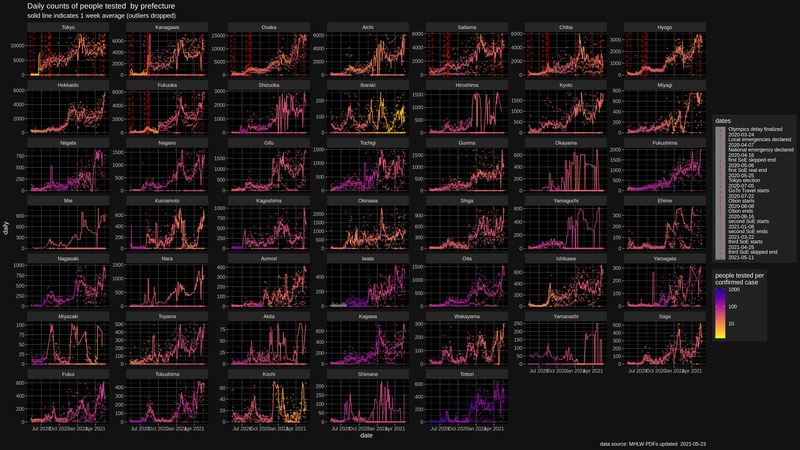 Daily counts of people tested by prefecture
solid line indicates 1 week average (outliers dropped)
Tokyo
Kanagawa
Osaka
Aichi
Saitama
Chiba
Hyogo
10000
5000
0
Hokkaido
Fukuoka
Shizuoka
Ibaraki
Hiroshima
Kyoto
Miyagi
Niigata
Nagano
Gifu
Tochigi
Gunma
Okayama
Fukushima
Mie
Kumamoto
Kagoshima
Okinawa
Shiga
Yamaguchi
Ehime
Nagasaki
Nara
Aomori
Iwate
Oita
Ishikawa
Yamagata
Miyazaki
Toyama
Akita
Kagawa
Wakayama
Yamanashi
Saga
Fukui
Tokushima
Kochi
Shimane
Tottori
Jul 2020 Oct 2020 Jan 2021 Apr 2021
daily
date
dates
Olympics delay finalized
2020-03-24
Local emergencies declared
2020-04-07
National emergency declared
2020-04-16
first SoE skipped end
2020-05-06
first SoE real end
2020-05-25
Tokyo election
2020-07-05
GoTo Travel starts
2020-07-22
Obon starts
2020-08-08
Obon ends
2020-08-16
second SoE starts
2021-01-08
second SoE ends
2021-03-22
third SoE starts
2021-04-25
third SoE skipped end
2021-05-11
people tested per
confirmed case
1000
100
10
data source: MHLW PDFs updated 2021-05-23